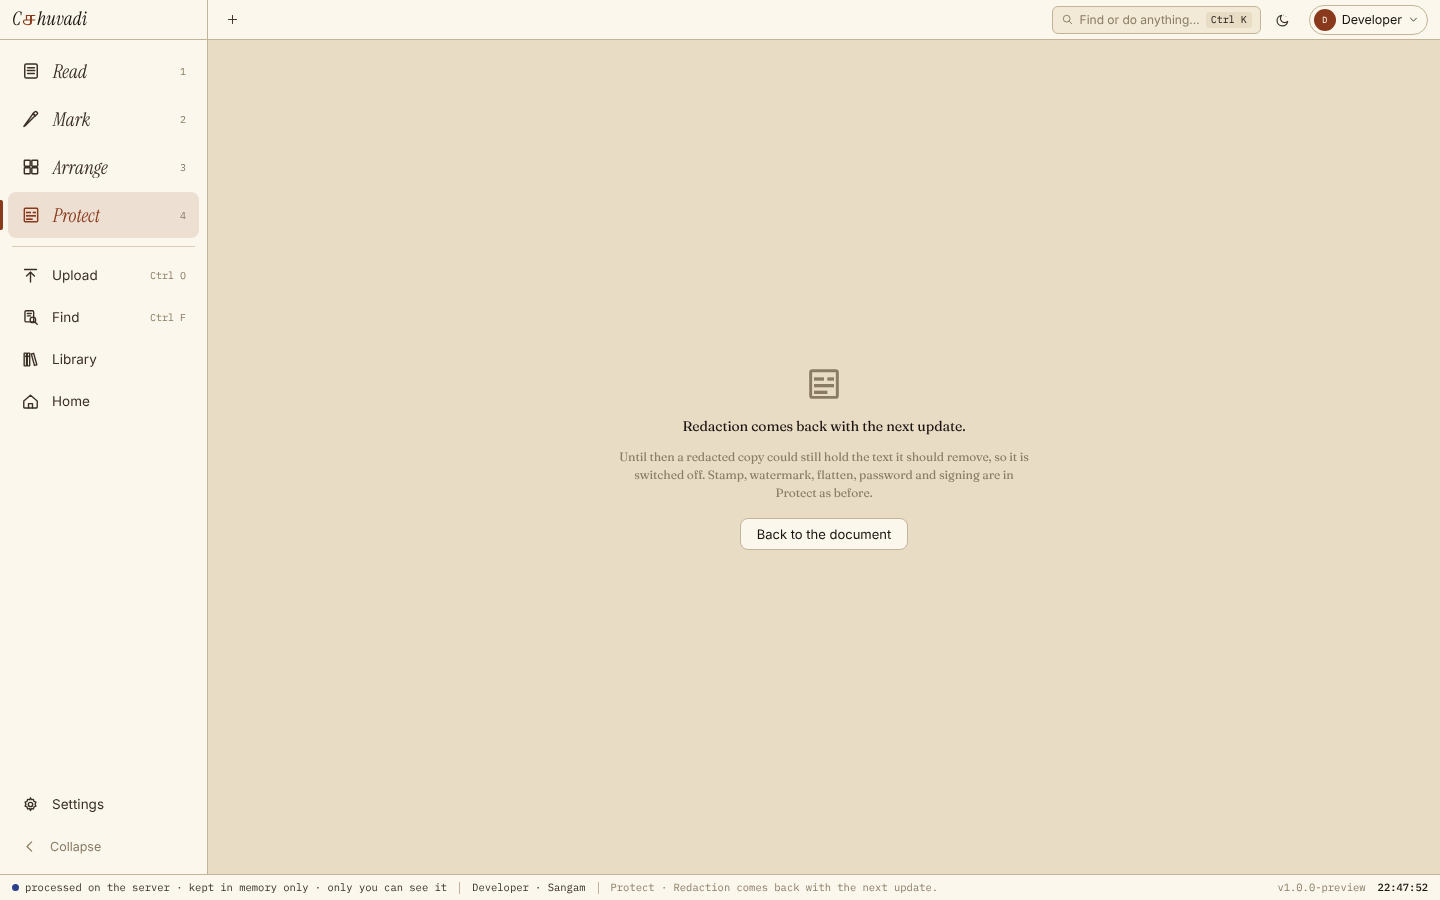 Cசுhuvadi
Find or do anything... Ctrl K
D Developer
Read 1
Mark 2
Arrange 3
Protect 4
Upload Ctrl O
Find Ctrl F
Library
Home
Redaction comes back with the next update.
Until then a redacted copy could still hold the text it should remove, so it is
switched off. Stamp, watermark, flatten, password and signing are in
Protect as before.
Back to the document
Settings
Collapse
processed on the server · kept in memory only · only you can see it | Developer · Sangam | Protect · Redaction comes back with the next update. v1.0.0-preview 22:47:52